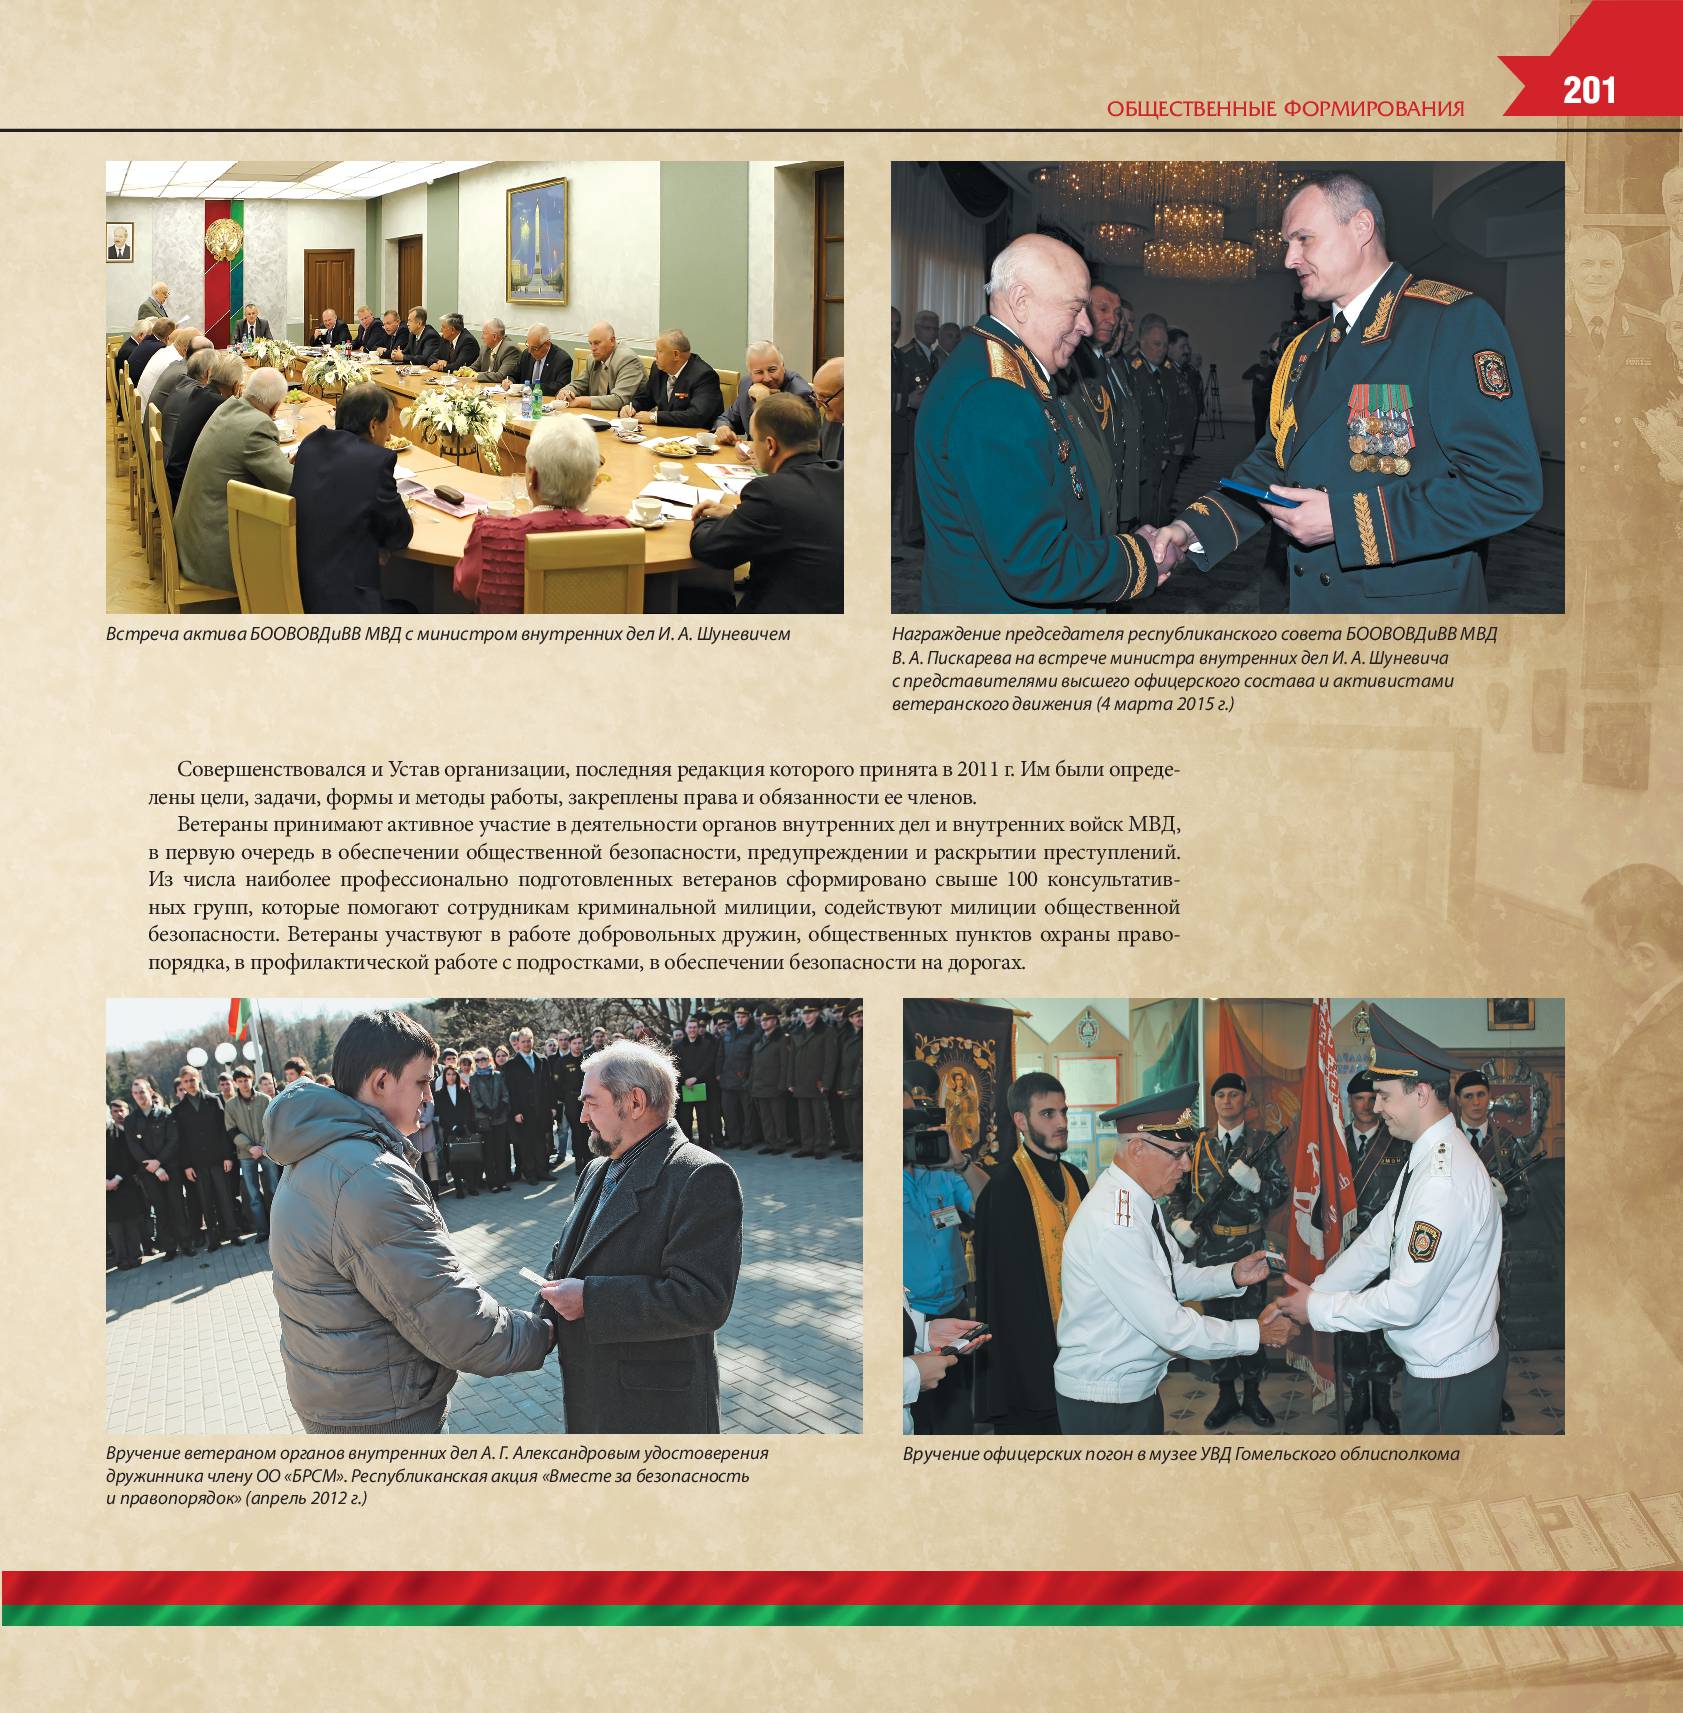 201
ОБЩЕСТВЕННЫЕ ФОРМИРОВАНИЯ
Встреча актива БООВОВДиВВ МВД с министром внутренних дел И. А. Шуневичем
Награждение председателя республиканского совета БООВОВДиВВ МВД
В. А. Пискарева на встрече министра внутренних дел И. А. Шуневича
с представителями высшего офицерского состава и активистами
ветеранского движения (4 марта 2015 г.)
Совершенствовался и Устав организации, последняя редакция которого принята в 2011 г. Им были опреде-
лены цели, задачи, формы и методы работы, закреплены права и обязанности ее членов.
Ветераны принимают активное участие в деятельности органов внутренних дел и внутренних войск МВД,
в первую очередь в обеспечении общественной безопасности, предупреждении и раскрытии преступлений.
Из числа наиболее профессионально подготовленных ветеранов сформировано свыше 100 консультатив-
ных групп, которые помогают сотрудникам криминальной милиции, содействуют милиции общественной
безопасности. Ветераны участвуют в работе добровольных дружин, общественных пунктов охраны право-
порядка, в профилактической работе с подростками, в обеспечении безопасности на дорогах.
Вручение ветераном органов внутренних дел А. Г. Александровым удостоверения
дружинника члену ОО «БРСМ». Республиканская акция «Вместе за безопасность
и правопорядок» (апрель 2012 г.)
Вручение офицерских погон в музее УВД Гомельского облисполкома